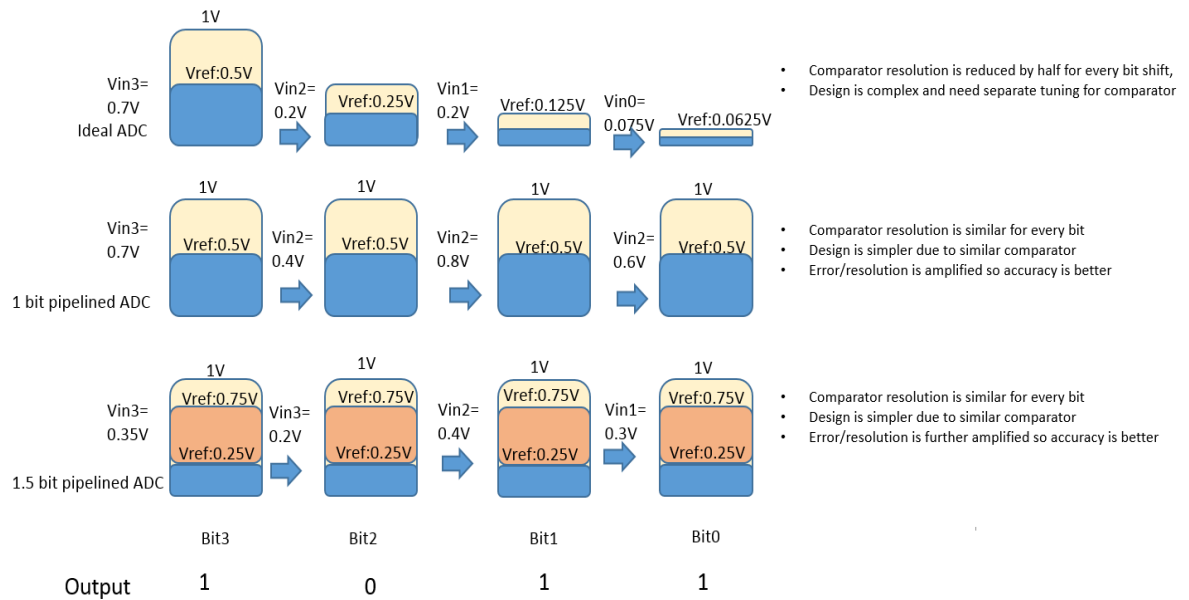 1V
Vin3=
0.7V
Ideal ADC
Vref:0.5V
Vin2=
0.2V
Vref:0.25V
Vin1=
0.2V
Vref:0.125V
Vin0=
0.075V
Vref:0.0625V
• Comparator resolution is reduced by half for every bit shift,
• Design is complex and need separate tuning for comparator
1V 1V 1V 1V
Vin3=
0.7V
1 bit pipelined ADC
Vref:0.5V
Vin2=
0.4V
Vref:0.5V
Vin2=
0.8V
Vref:0.5V
Vin2=
0.6V
Vref:0.5V
• Comparator resolution is similar for every bit
• Design is simpler due to similar comparator
• Error/resolution is amplified so accuracy is better
1V 1V 1V 1V
Vin3=
0.35V
1.5 bit pipelined ADC
Vref:0.75V
Vref:0.25V
Vin3=
0.2V
Vref:0.75V
Vref:0.25V
Vin2=
0.4V
Vref:0.75V
Vref:0.25V
Vin1=
0.3V
Vref:0.75V
Vref:0.25V
• Comparator resolution is similar for every bit
• Design is simpler due to similar comparator
• Error/resolution is further amplified so accuracy is better
Bit3 Bit2 Bit1 Bit0
Output 1 0 1 1